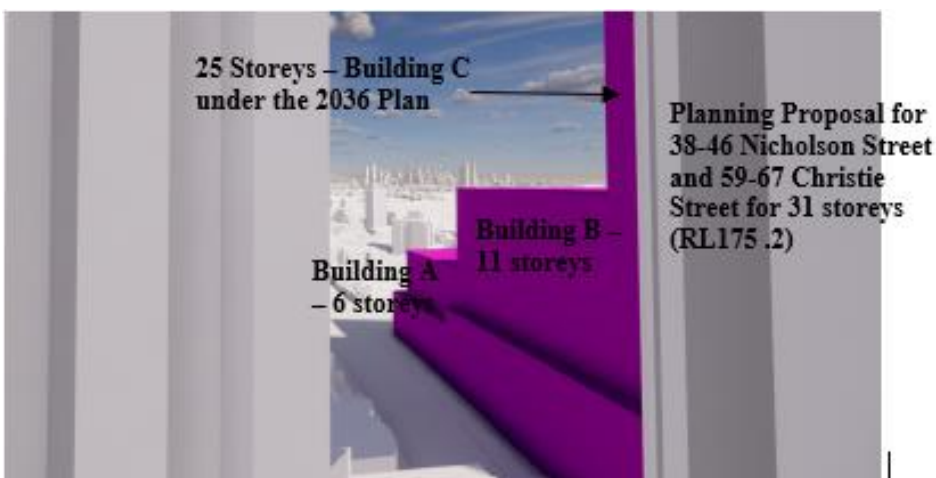 25 Storeys – Building C
under the 2036 Plan
Planning Proposal for
38-46 Nicholson Street
and 59-67 Christie
Street for 31 storeys
(RL175 .2)
Building B –
11 storeys
Building A
– 6 storeys